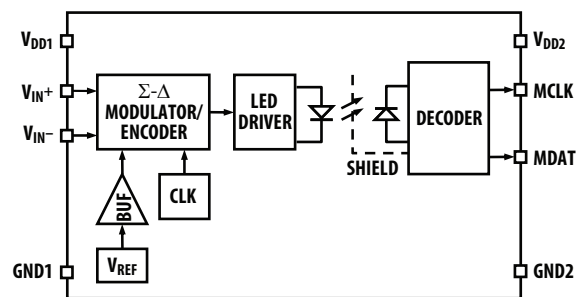 VDD1
VIN+
VIN−
GND1
Σ-Δ
MODULATOR/
ENCODER
BUF
VREF
CLK
LED
DRIVER
SHIELD
DECODER
VDD2
MCLK
MDAT
GND2